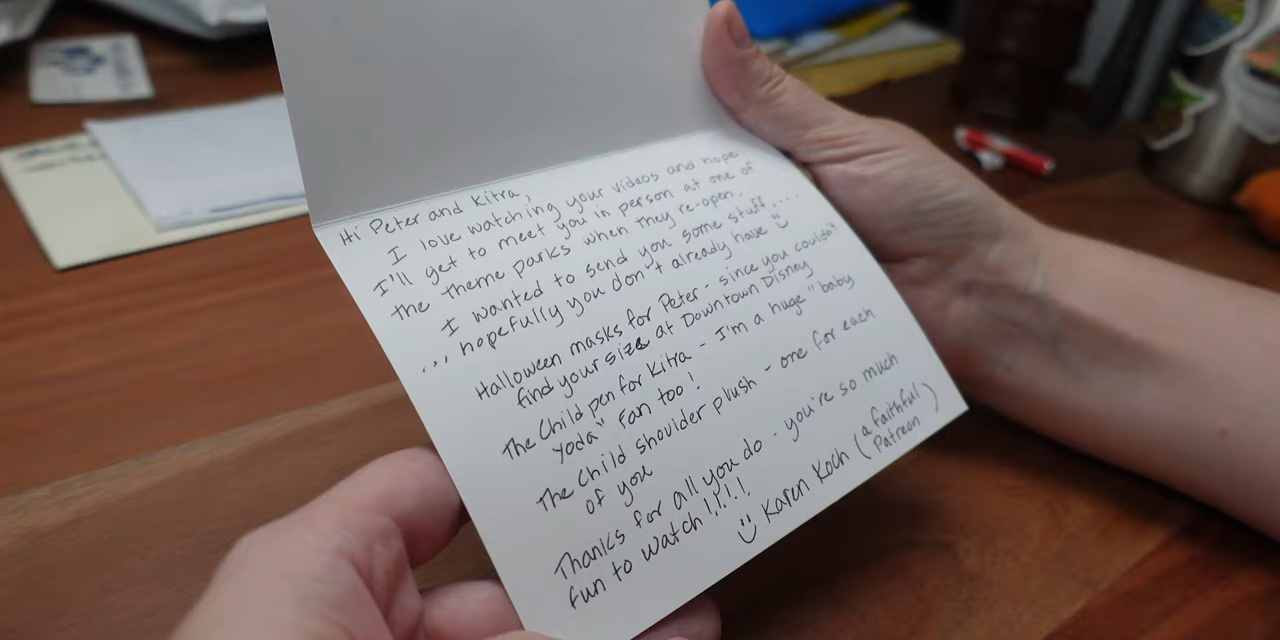 Hi Peter and Kitra,
I love watching your videos and hope
I'll get to meet you in person at one of
the theme parks when they re-open.
I wanted to send you some stuff....
... hopefully you don't already have :)
Halloween masks for Peter - since you couldn't
find your size at Downtown Disney
The Child pen for Kitra - I'm a huge "baby
Yoda" fan too!
The Child shoulder plush - one for each
of you
Thanks for all you do - you're so much
fun to watch!!!!
:) Karen Koch (a faithful
Patreon)